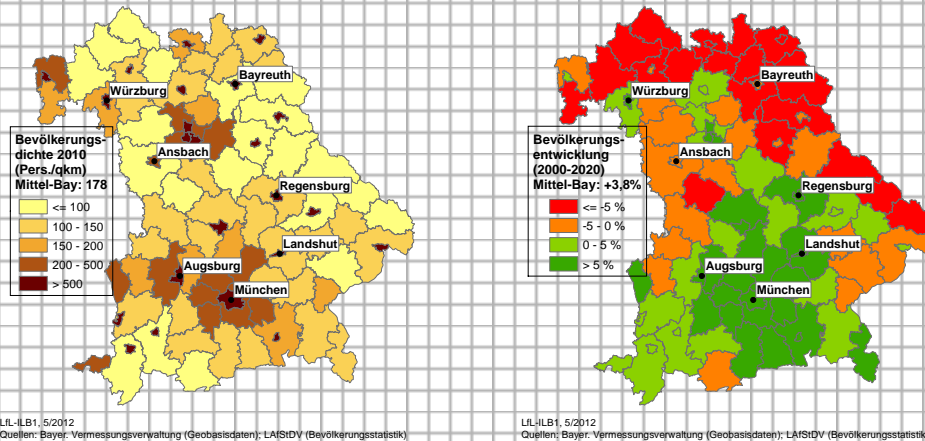 Bayreuth
Würzburg
Bevölkerungs-
dichte 2010
(Pers./qkm)
Mittel-Bay: 178
<= 100
100 - 150
150 - 200
200 - 500
> 500
Ansbach
Regensburg
Landshut
Augsburg
München
LfL-ILB1, 5/2012
Quellen: Bayer. Vermessungsverwaltung (Geobasisdaten); LAfStDV (Bevölkerungsstatistik)
Bayreuth
Würzburg
Bevölkerungs-
entwicklung
(2000-2020)
Mittel-Bay: +3,8%
<= -5 %
-5 - 0 %
0 - 5 %
> 5 %
Ansbach
Regensburg
Landshut
Augsburg
München
LfL-ILB1, 5/2012
Quellen: Bayer. Vermessungsverwaltung (Geobasisdaten); LAfStDV (Bevölkerungsstatistik